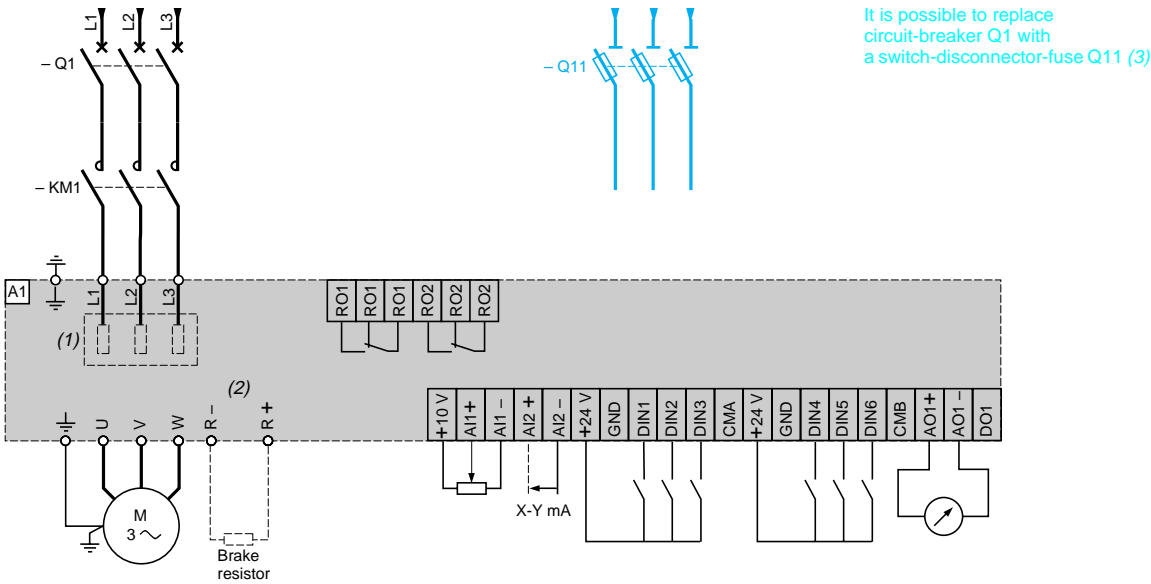 L1
L2
L3
It is possible to replace
circuit-breaker Q1 with
a switch-disconnector-fuse Q11 (3)
– Q1
– Q11
– KM1
A1
L1
L2
L3
RO1
RO1
RO1
RO2
RO2
RO2
(1)
(2)
U
V
W
R –
R +
+10 V
AI1+
AI1 –
AI2 +
AI2 –
+24 V
GND
DIN1
DIN2
DIN3
CMA
+24 V
GND
DIN4
DIN5
DIN6
CMB
AO1+
AO1 –
DO1
X-Y mA
M
3
Brake
resistor